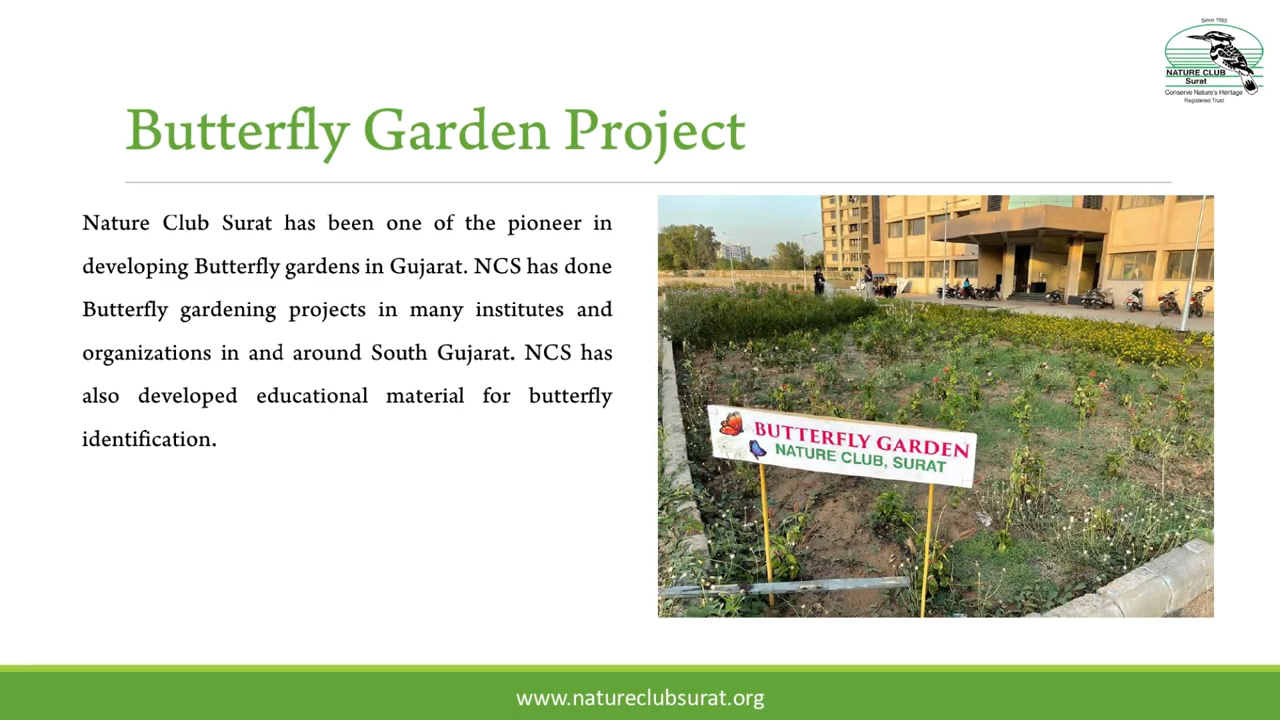 Since 1985
NATURE CLUB
Surat
Conserve Nature's Heritage
Registered Trust
Butterfly Garden Project
Nature Club Surat has been one of the pioneer in
developing Butterfly gardens in Gujarat. NCS has done
Butterfly gardening projects in many institutes and
organizations in and around South Gujarat. NCS has
also developed educational material for butterfly
identification.
BUTTERFLY GARDEN
NATURE CLUB, SURAT
www.natureclubsurat.org